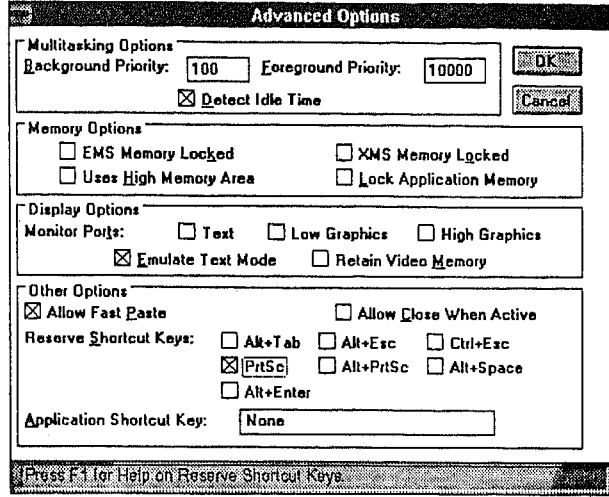 Advanced Options
Multitasking Options
Background Priority: 100 Foreground Priority: 10000
Detect Idle Time
OK
Cancel
Memory Options
EMS Memory Locked XMS Memory Locked
Uses High Memory Area Lock Application Memory
Display Options
Monitor Ports: Text Low Graphics High Graphics
Emulate Text Mode Retain Video Memory
Other Options
Allow Fast Paste Allow Close When Active
Reserve Shortcut Keys: Alt+Tab Alt+Esc Ctrl+Esc
PrtSc Alt+PrtSc Alt+Space
Alt+Enter
Application Shortcut Key: None
Press F1 for Help on Reserve Shortcut Keys.